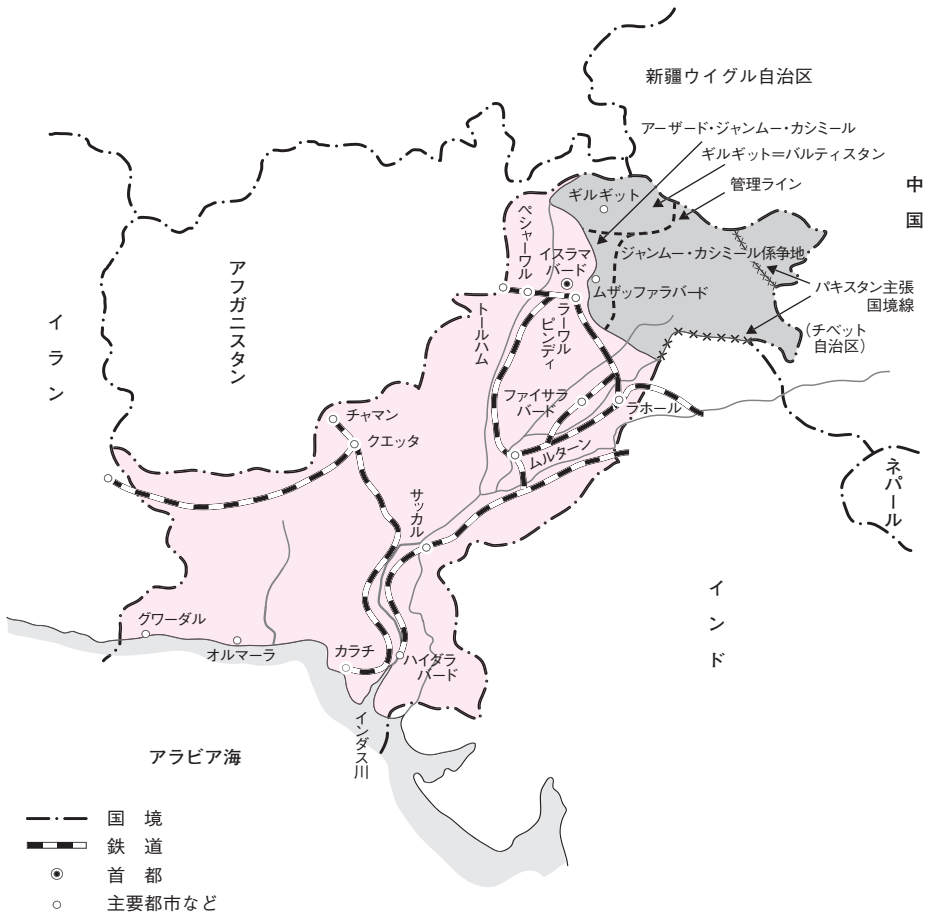 新疆ウイグル自治区
アーザード・ジャンムー・カシミール
ギルギット＝バルティスタン
管理ライン
中国
ギルギット
ペシャーワル
イスラマ
バード
ジャンムー・カシミール係争地
ムザッファラバード
パキスタン主張
国境線
（チベット
自治区）
アフガニスタン
イラン
トールハム
ラーワル
ピンディ
ファイサラ
バード
ラホール
チャマン
クエッタ
ムルターン
サッカル
ネパール
インド
グワーダル
オルマーラ
カラチ
ハイダラ
バード
インダス川
アラビア海
国 境
鉄 道
首 都
主要都市など